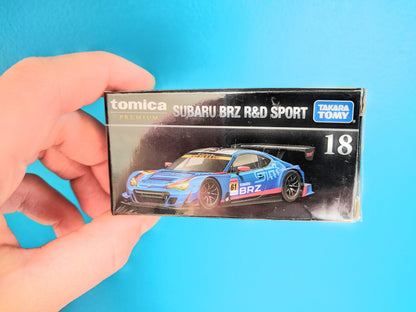 tomica
PREMIUM
SUBARU BRZ R&D SPORT
TAKARA
TOMY
18
61
BRZ